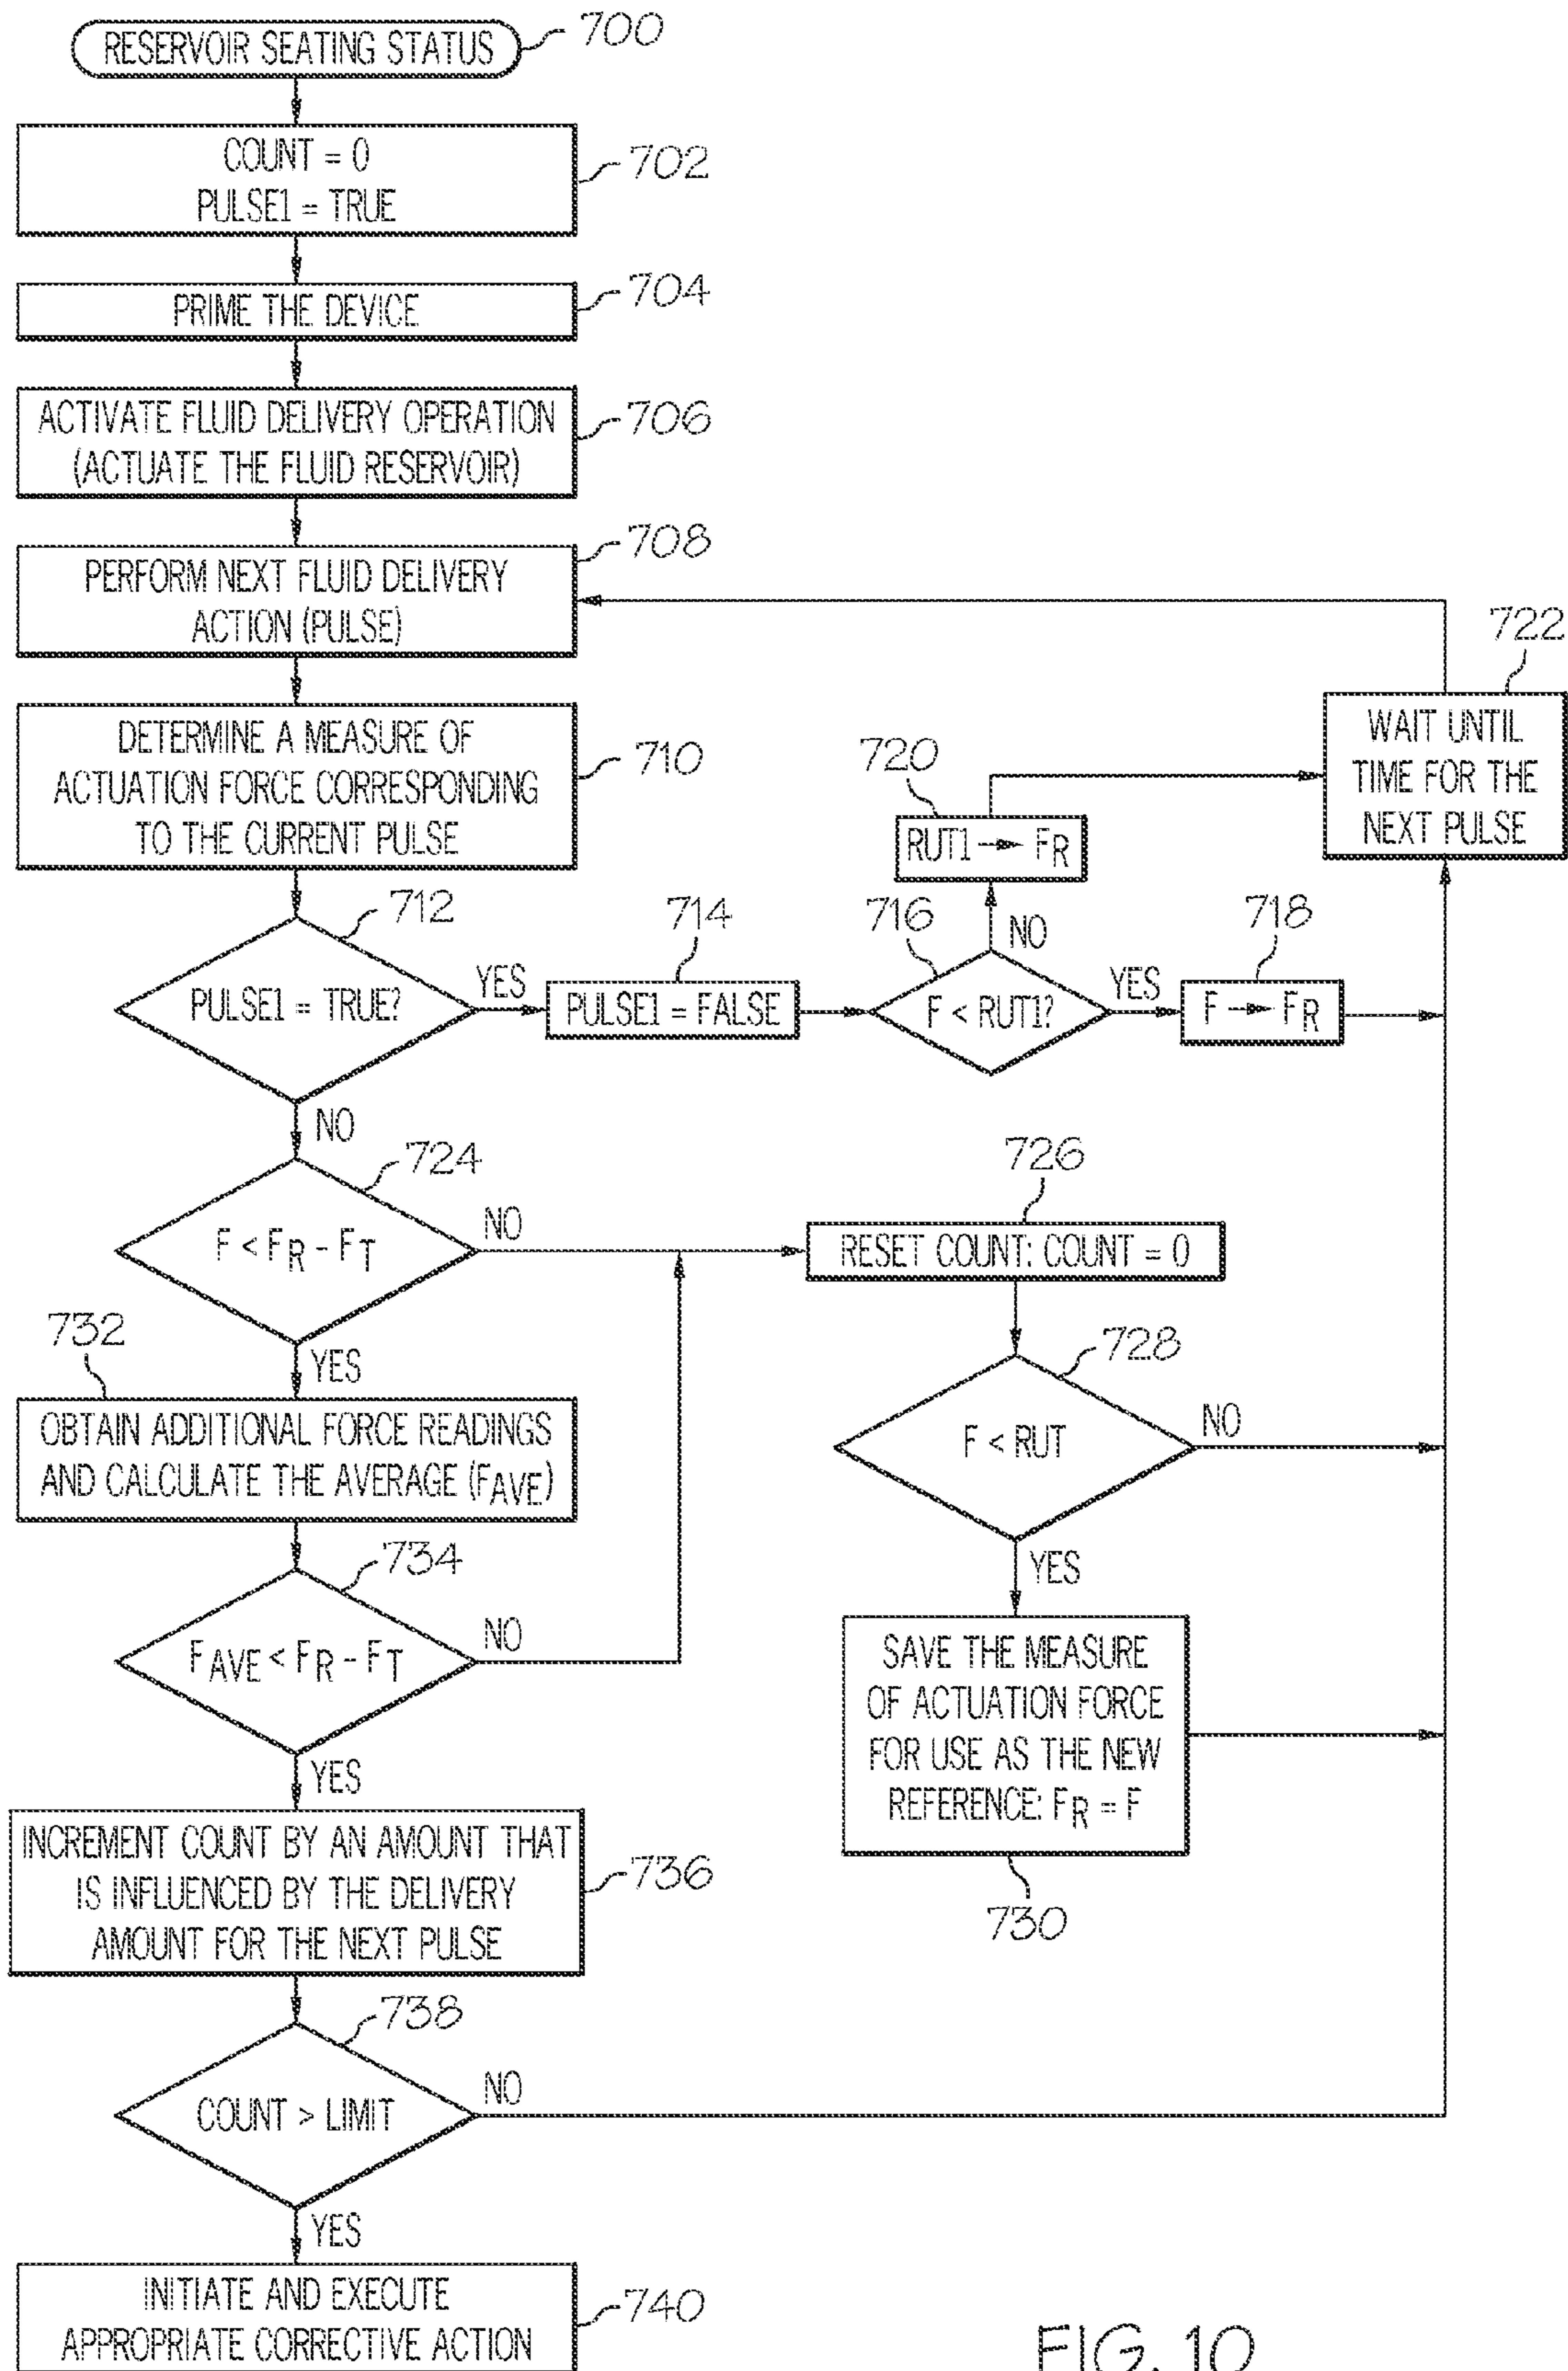 RESERVOIR SEATING STATUS
700
COUNT = 0
PULSE1 = TRUE
702
PRIME THE DEVICE
704
ACTIVATE FLUID DELIVERY OPERATION
(ACTUATE THE FLUID RESERVOIR)
706
708
PERFORM NEXT FLUID DELIVERY
ACTION (PULSE)
722
WAIT UNTIL
TIME FOR THE
NEXT PULSE
DETERMINE A MEASURE OF
ACTUATION FORCE CORRESPONDING
TO THE CURRENT PULSE
710
720
RUT1 → FR
712
PULSE1 = TRUE?
YES
714
PULSE1 = FALSE
716
F < RUT1?
NO
YES
718
F → FR
NO
724
F < FR - FT
NO
726
RESET COUNT: COUNT = 0
YES
728
F < RUT
NO
YES
732
OBTAIN ADDITIONAL FORCE READINGS
AND CALCULATE THE AVERAGE (FAVE)
734
FAVE < FR - FT
NO
SAVE THE MEASURE
OF ACTUATION FORCE
FOR USE AS THE NEW
REFERENCE: FR = F
730
YES
INCREMENT COUNT BY AN AMOUNT THAT
IS INFLUENCED BY THE DELIVERY
AMOUNT FOR THE NEXT PULSE
736
738
COUNT > LIMIT
NO
YES
INITIATE AND EXECUTE
APPROPRIATE CORRECTIVE ACTION
740
FIG. 10